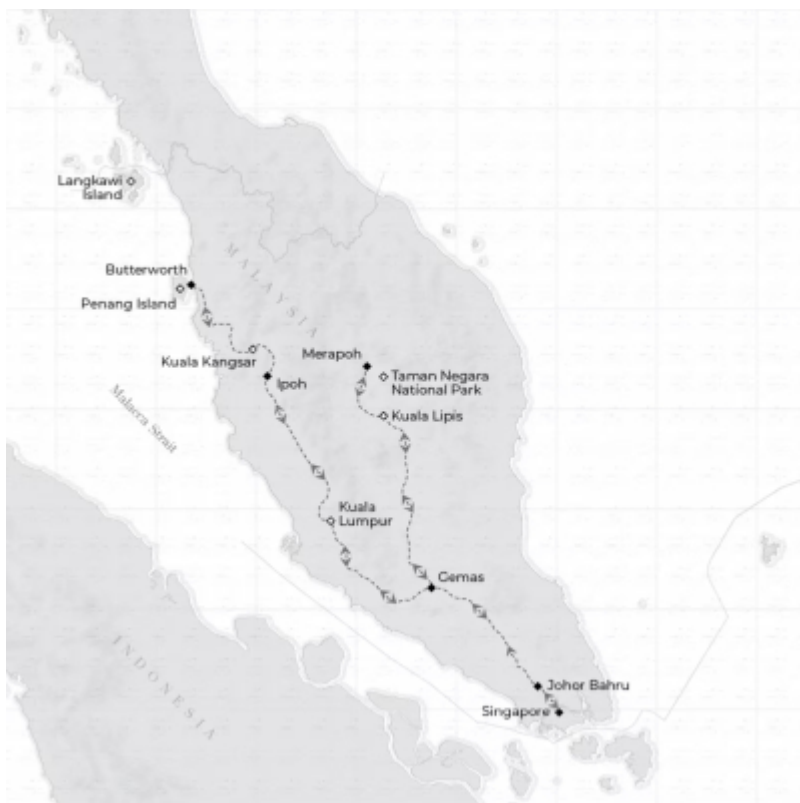 Langkawi
Island
MALAYSIA
Butterworth
Penang Island
Kuala Kangsar
Merapoh
Ipoh
Taman Negara
National Park
Malacca Strait
Kuala Lipis
Kuala
Lumpur
Gemas
INDONESIA
Johor Bahru
Singapore